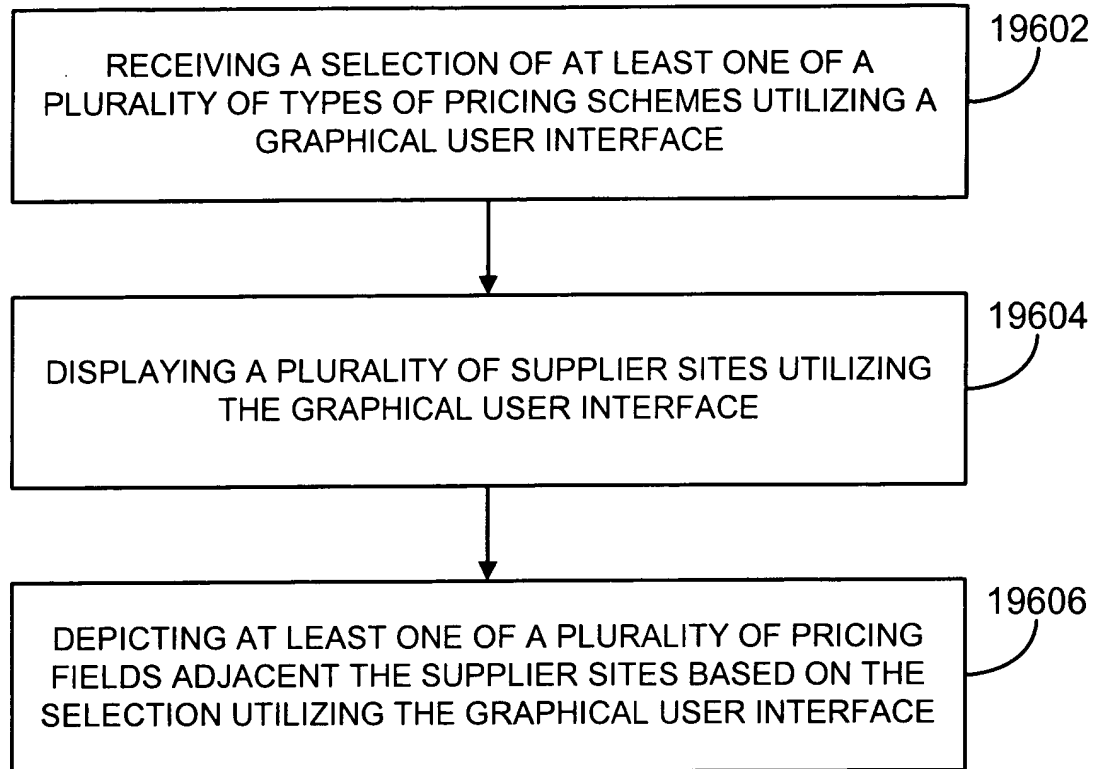 19602
RECEIVING A SELECTION OF AT LEAST ONE OF A
PLURALITY OF TYPES OF PRICING SCHEMES UTILIZING A
GRAPHICAL USER INTERFACE
19604
DISPLAYING A PLURALITY OF SUPPLIER SITES UTILIZING
THE GRAPHICAL USER INTERFACE
19606
DEPICTING AT LEAST ONE OF A PLURALITY OF PRICING
FIELDS ADJACENT THE SUPPLIER SITES BASED ON THE
SELECTION UTILIZING THE GRAPHICAL USER INTERFACE